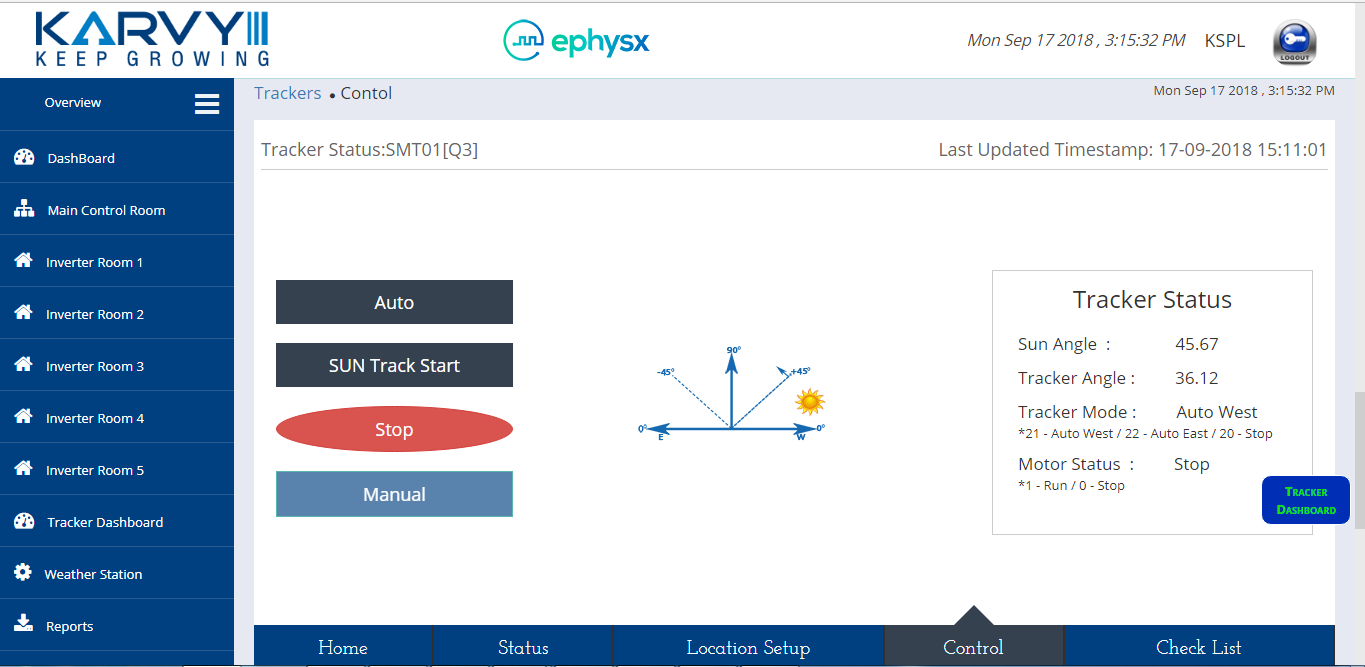 KARVY
KEEP GROWING
ephysx
Mon Sep 17 2018 , 3:15:32 PM
KSPL
LOGOUT
Overview
DashBoard
Main Control Room
Inverter Room 1
Inverter Room 2
Inverter Room 3
Inverter Room 4
Inverter Room 5
Tracker Dashboard
Weather Station
Reports
Trackers • Contol
Mon Sep 17 2018 , 3:15:32 PM
Tracker Status:SMT01[Q3]
Last Updated Timestamp: 17-09-2018 15:11:01
Auto
SUN Track Start
Stop
Manual
90°
-45°
+45°
0°
E
W
0°
Tracker Status
Sun Angle : 45.67
Tracker Angle : 36.12
Tracker Mode : Auto West
*21 - Auto West / 22 - Auto East / 20 - Stop
Motor Status : Stop
*1 - Run / 0 - Stop
Tracker
Dashboard
Home
Status
Location Setup
Control
Check List